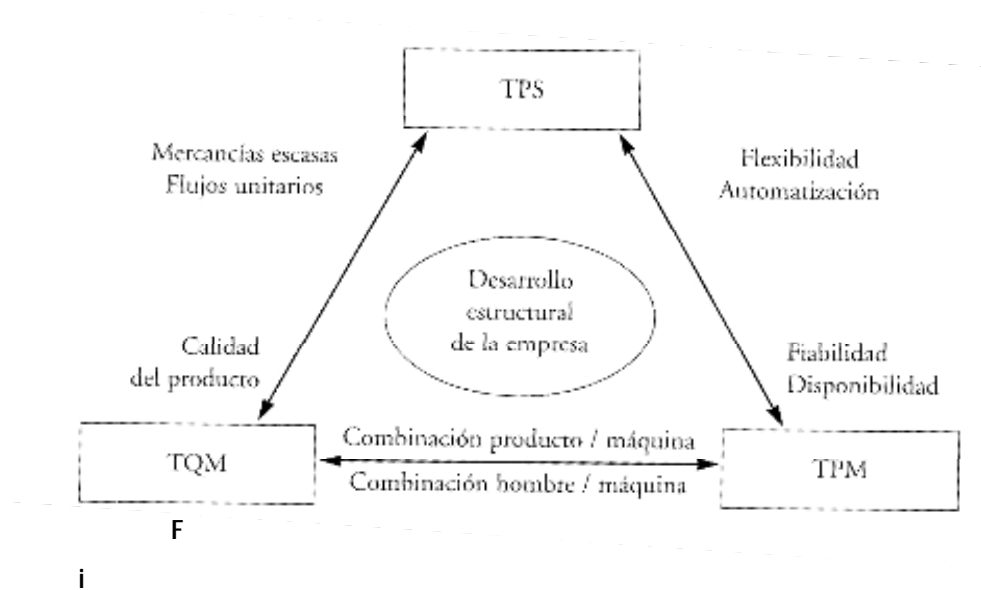 TPS
Mercancías escasas
Flujos unitarios
Flexibilidad
Automatización
Desarrollo
estructural
de la empresa
Calidad
del producto
Fiabilidad
Disponibilidad
TQM
Combinación producto / máquina
Combinación hombre / máquina
TPM
F
i